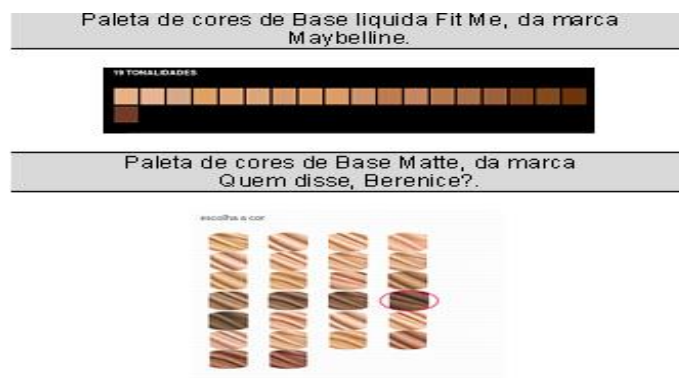 Paleta de cores de Base liquida Fit Me, da marca
Maybelline.
19 TONALIDADES
Paleta de cores de Base Matte, da marca
Quem disse, Berenice?.
escolha a cor